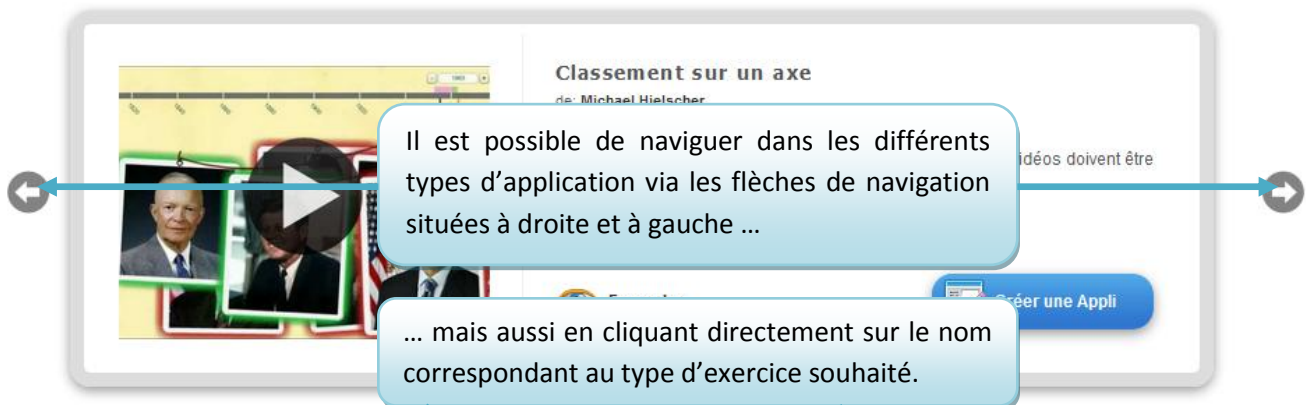 Classement sur un axe
de: Michael Hielscher
Il est possible de naviguer dans les différents
types d’application via les flèches de navigation
situées à droite et à gauche …
idéos doivent être
Créer une Appli
… mais aussi en cliquant directement sur le nom
correspondant au type d’exercice souhaité.